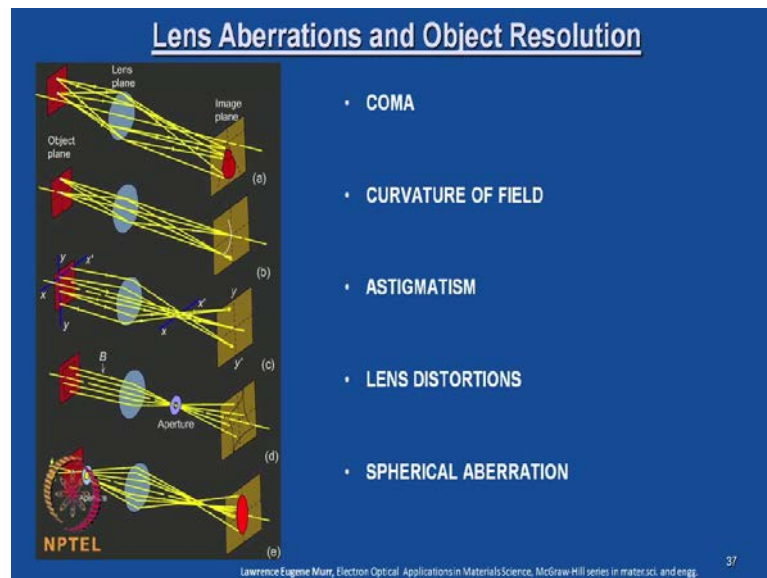 Lens Aberrations and Object Resolution
Lens
plane
Image
plane
Object
plane
(a)
(b)
y
x'
x
y
x'
x
y
y'
(c)
B
Aperture
(d)
(e)
NPTEL
• COMA
• CURVATURE OF FIELD
• ASTIGMATISM
• LENS DISTORTIONS
• SPHERICAL ABERRATION
Lawrence Eugene Murr, Electron Optical Applications in Materials Science, McGraw-Hill series in mater.sci. and engg.
37